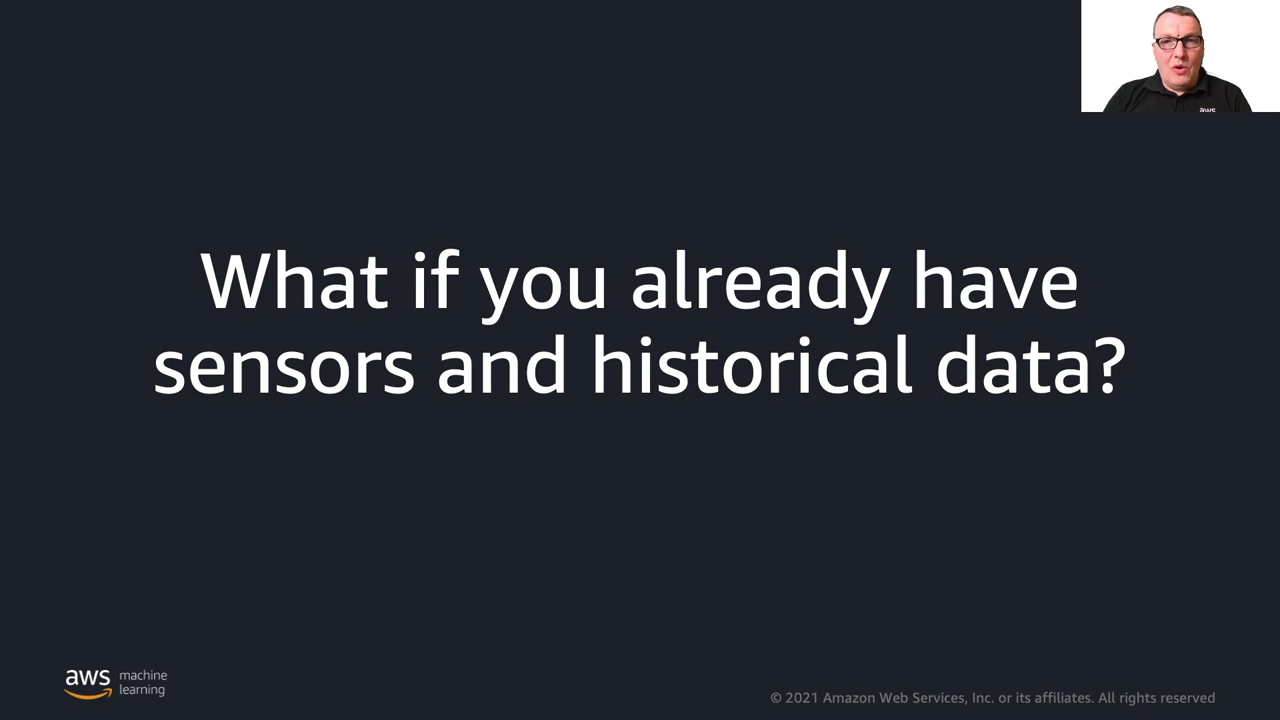 aws
What if you already have
sensors and historical data?
aws machine
learning
© 2021 Amazon Web Services, Inc. or its affiliates. All rights reserved